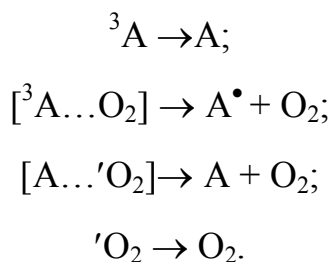 ³A →A;
[³A…O₂] → A• + O₂;
[A…′O₂]→ A + O₂;
′O₂ → O₂.